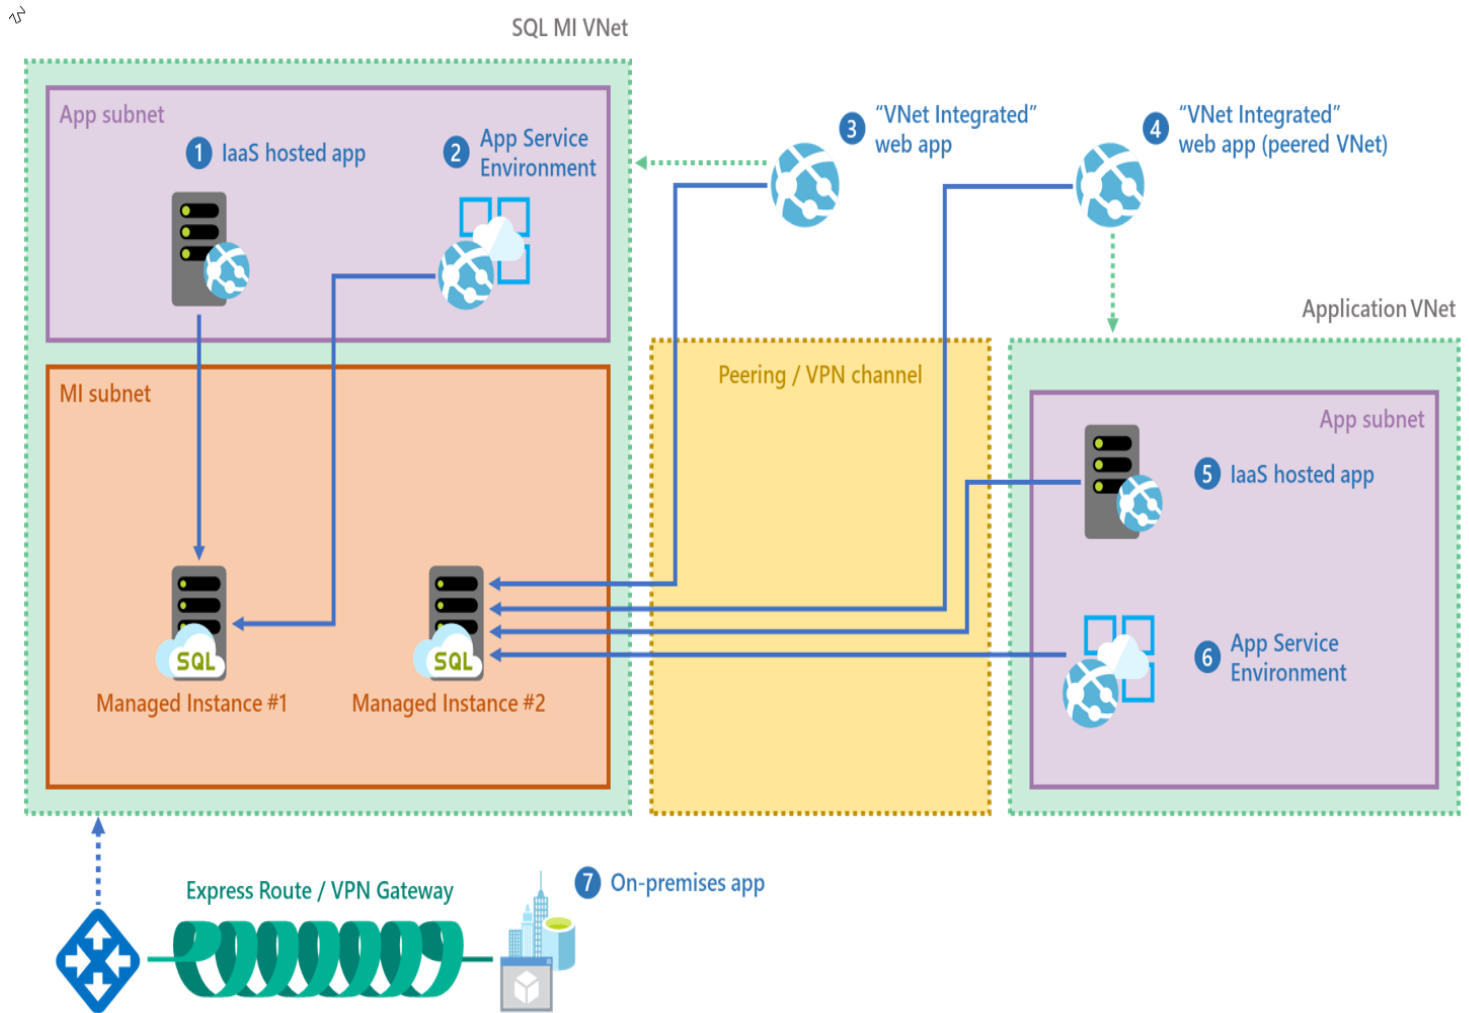 SQL MI VNet
App subnet
1 IaaS hosted app
2 App Service
Environment
3 “VNet Integrated”
web app
4 “VNet Integrated”
web app (peered VNet)
Application VNet
MI subnet
Peering / VPN channel
App subnet
5 IaaS hosted app
6 App Service
Environment
SQL
SQL
Managed Instance #1
Managed Instance #2
Express Route / VPN Gateway
7 On-premises app